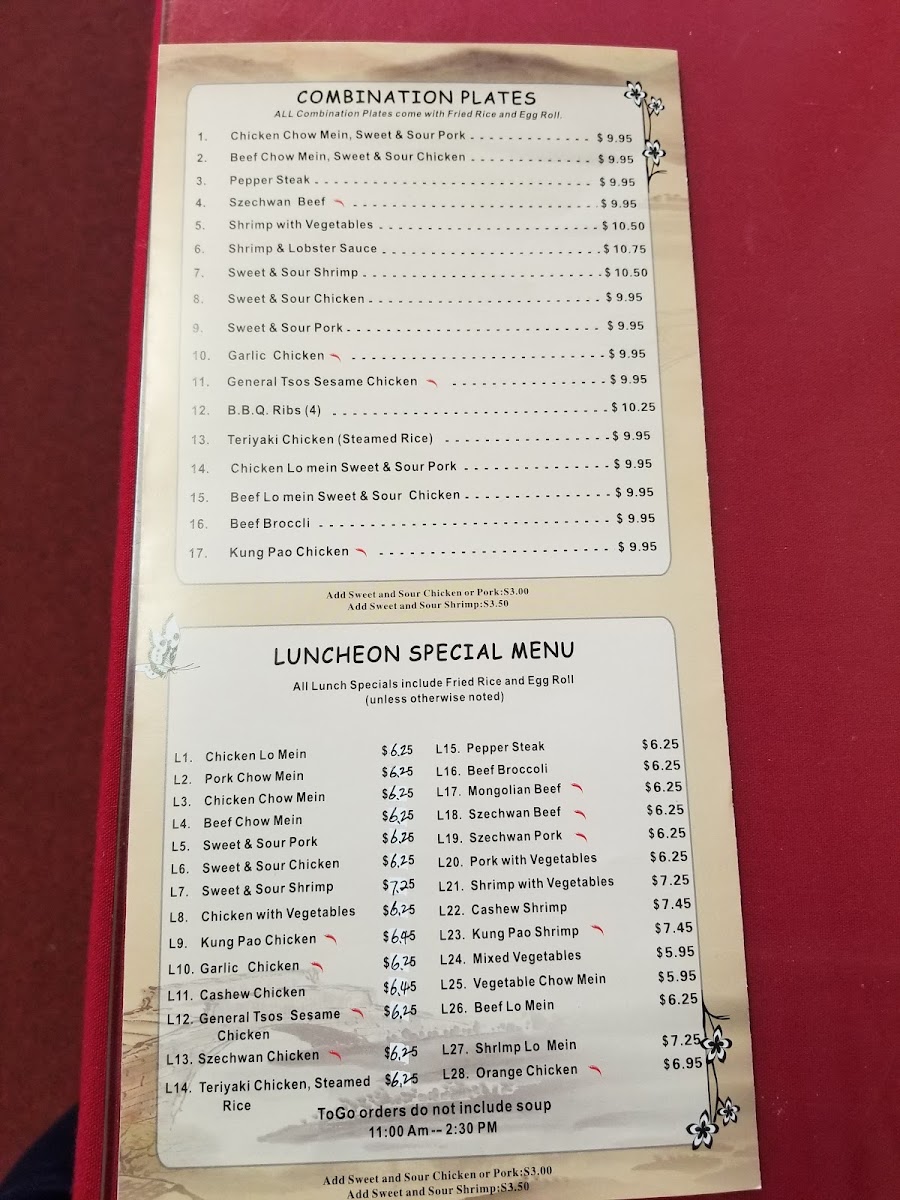 COMBINATION PLATES
ALL Combination Plates come with Fried Rice and Egg Roll.
1. Chicken Chow Mein, Sweet & Sour Pork $ 9.95
2. Beef Chow Mein, Sweet & Sour Chicken $ 9.95
3. Pepper Steak $ 9.95
4. Szechwan Beef $ 9.95
5. Shrimp with Vegetables $ 10.50
6. Shrimp & Lobster Sauce $ 10.75
7. Sweet & Sour Shrimp $ 10.50
8. Sweet & Sour Chicken $ 9.95
9. Sweet & Sour Pork $ 9.95
10. Garlic Chicken $ 9.95
11. General Tsos Sesame Chicken $ 9.95
12. B.B.Q. Ribs (4) $ 10.25
13. Teriyaki Chicken (Steamed Rice) $ 9.95
14. Chicken Lo mein Sweet & Sour Pork $ 9.95
15. Beef Lo mein Sweet & Sour Chicken $ 9.95
16. Beef Broccli $ 9.95
17. Kung Pao Chicken $ 9.95
Add Sweet and Sour Chicken or Pork:S3.00
Add Sweet and Sour Shrimp:S3.50
LUNCHEON SPECIAL MENU
All Lunch Specials include Fried Rice and Egg Roll
(unless otherwise noted)
L1. Chicken Lo Mein $6.25
L2. Pork Chow Mein $6.25
L3. Chicken Chow Mein $6.25
L4. Beef Chow Mein $6.25
L5. Sweet & Sour Pork $6.25
L6. Sweet & Sour Chicken $6.25
L7. Sweet & Sour Shrimp $7.25
L8. Chicken with Vegetables $6.25
L9. Kung Pao Chicken $6.45
L10. Garlic Chicken $6.25
L11. Cashew Chicken $6.45
L12. General Tsos Sesame $6.25
Chicken
L13. Szechwan Chicken $6.25
L14. Teriyaki Chicken, Steamed $6.25
Rice
L15. Pepper Steak $6.25
L16. Beef Broccoli $6.25
L17. Mongolian Beef $6.25
L18. Szechwan Beef $6.25
L19. Szechwan Pork $6.25
L20. Pork with Vegetables $6.25
L21. Shrimp with Vegetables $7.25
L22. Cashew Shrimp $7.45
L23. Kung Pao Shrimp $7.45
L24. Mixed Vegetables $5.95
L25. Vegetable Chow Mein $5.95
L26. Beef Lo Mein $6.25
L27. ShrImp Lo Mein $7.25
L28. Orange Chicken $6.95
ToGo orders do not include soup
11:00 Am -- 2:30 PM
Add Sweet and Sour Chicken or Pork:S3.00
Add Sweet and Sour Shrimp:S3.50